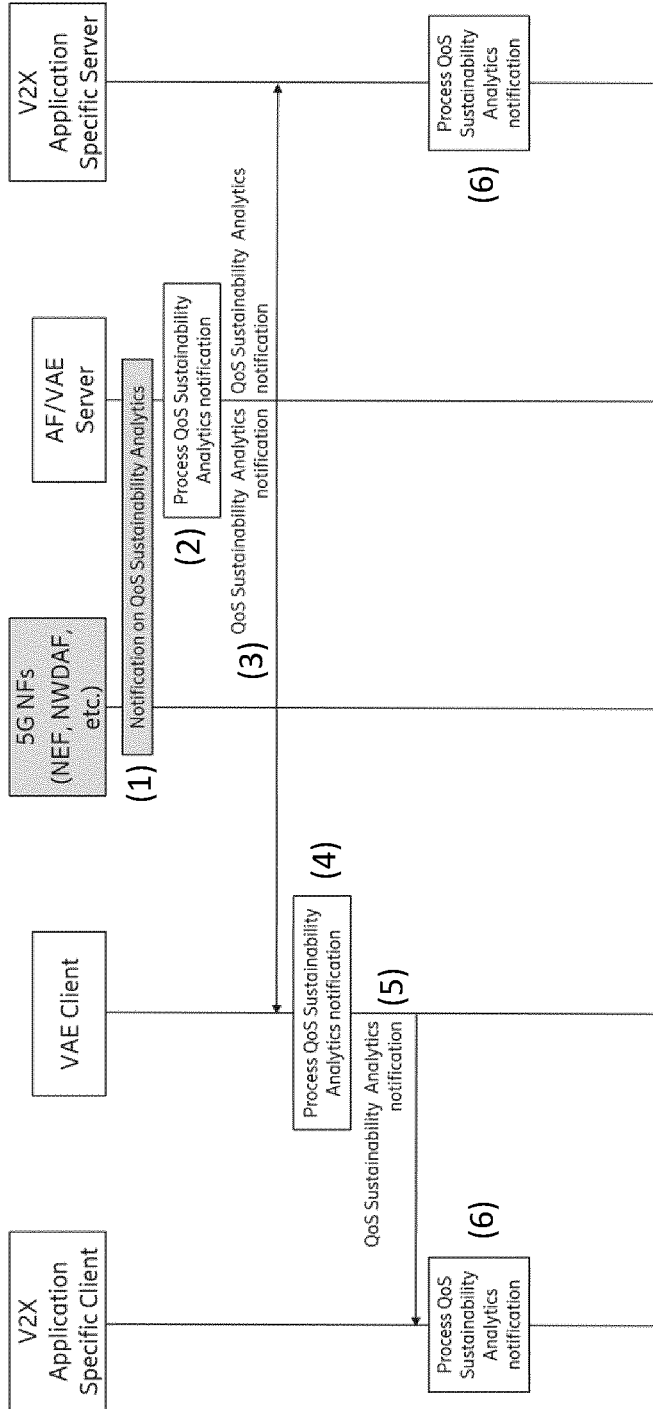 V2X
Application
Specific Client
VAE Client
5G NFs
(NEF, NWDAF,
etc.)
AF/VAE
Server
V2X
Application
Specific Server
(1)
Notification on QoS Sustainability Analytics
(2)
Process QoS Sustainability
Analytics notification
(3)
QoS Sustainability Analytics
notification
QoS Sustainability Analytics
notification
Process QoS Sustainability
Analytics notification
(4)
QoS Sustainability Analytics
notification
(5)
Process QoS
Sustainability
Analytics
notification
(6)
(6)
Process QoS
Sustainability
Analytics
notification